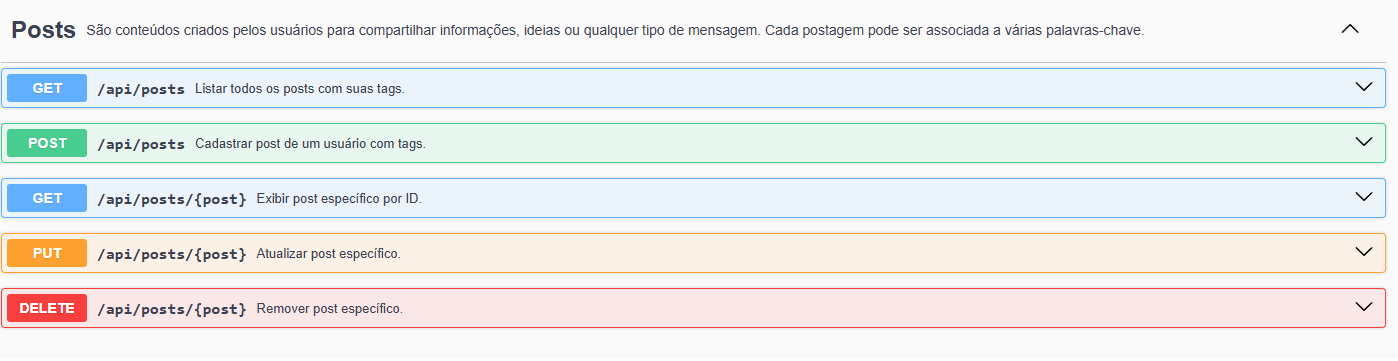 Posts São conteúdos criados pelos usuários para compartilhar informações, ideias ou qualquer tipo de mensagem. Cada postagem pode ser associada a várias palavras-chave.
GET /api/posts Listar todos os posts com suas tags.
POST /api/posts Cadastrar post de um usuário com tags.
GET /api/posts/{post} Exibir post específico por ID.
PUT /api/posts/{post} Atualizar post específico.
DELETE /api/posts/{post} Remover post específico.